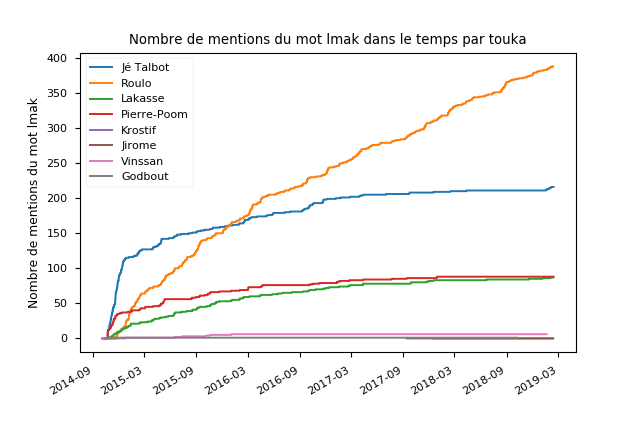 Nombre de mentions du mot lmak dans le temps par touka
Nombre de mentions du mot lmak
400
350
300
250
200
150
100
50
0
Jé Talbot
Roulo
Lakasse
Pierre-Poom
Krostif
Jirome
Vinssan
Godbout
2014-09
2015-03
2015-09
2016-03
2016-09
2017-03
2017-09
2018-03
2018-09
2019-03